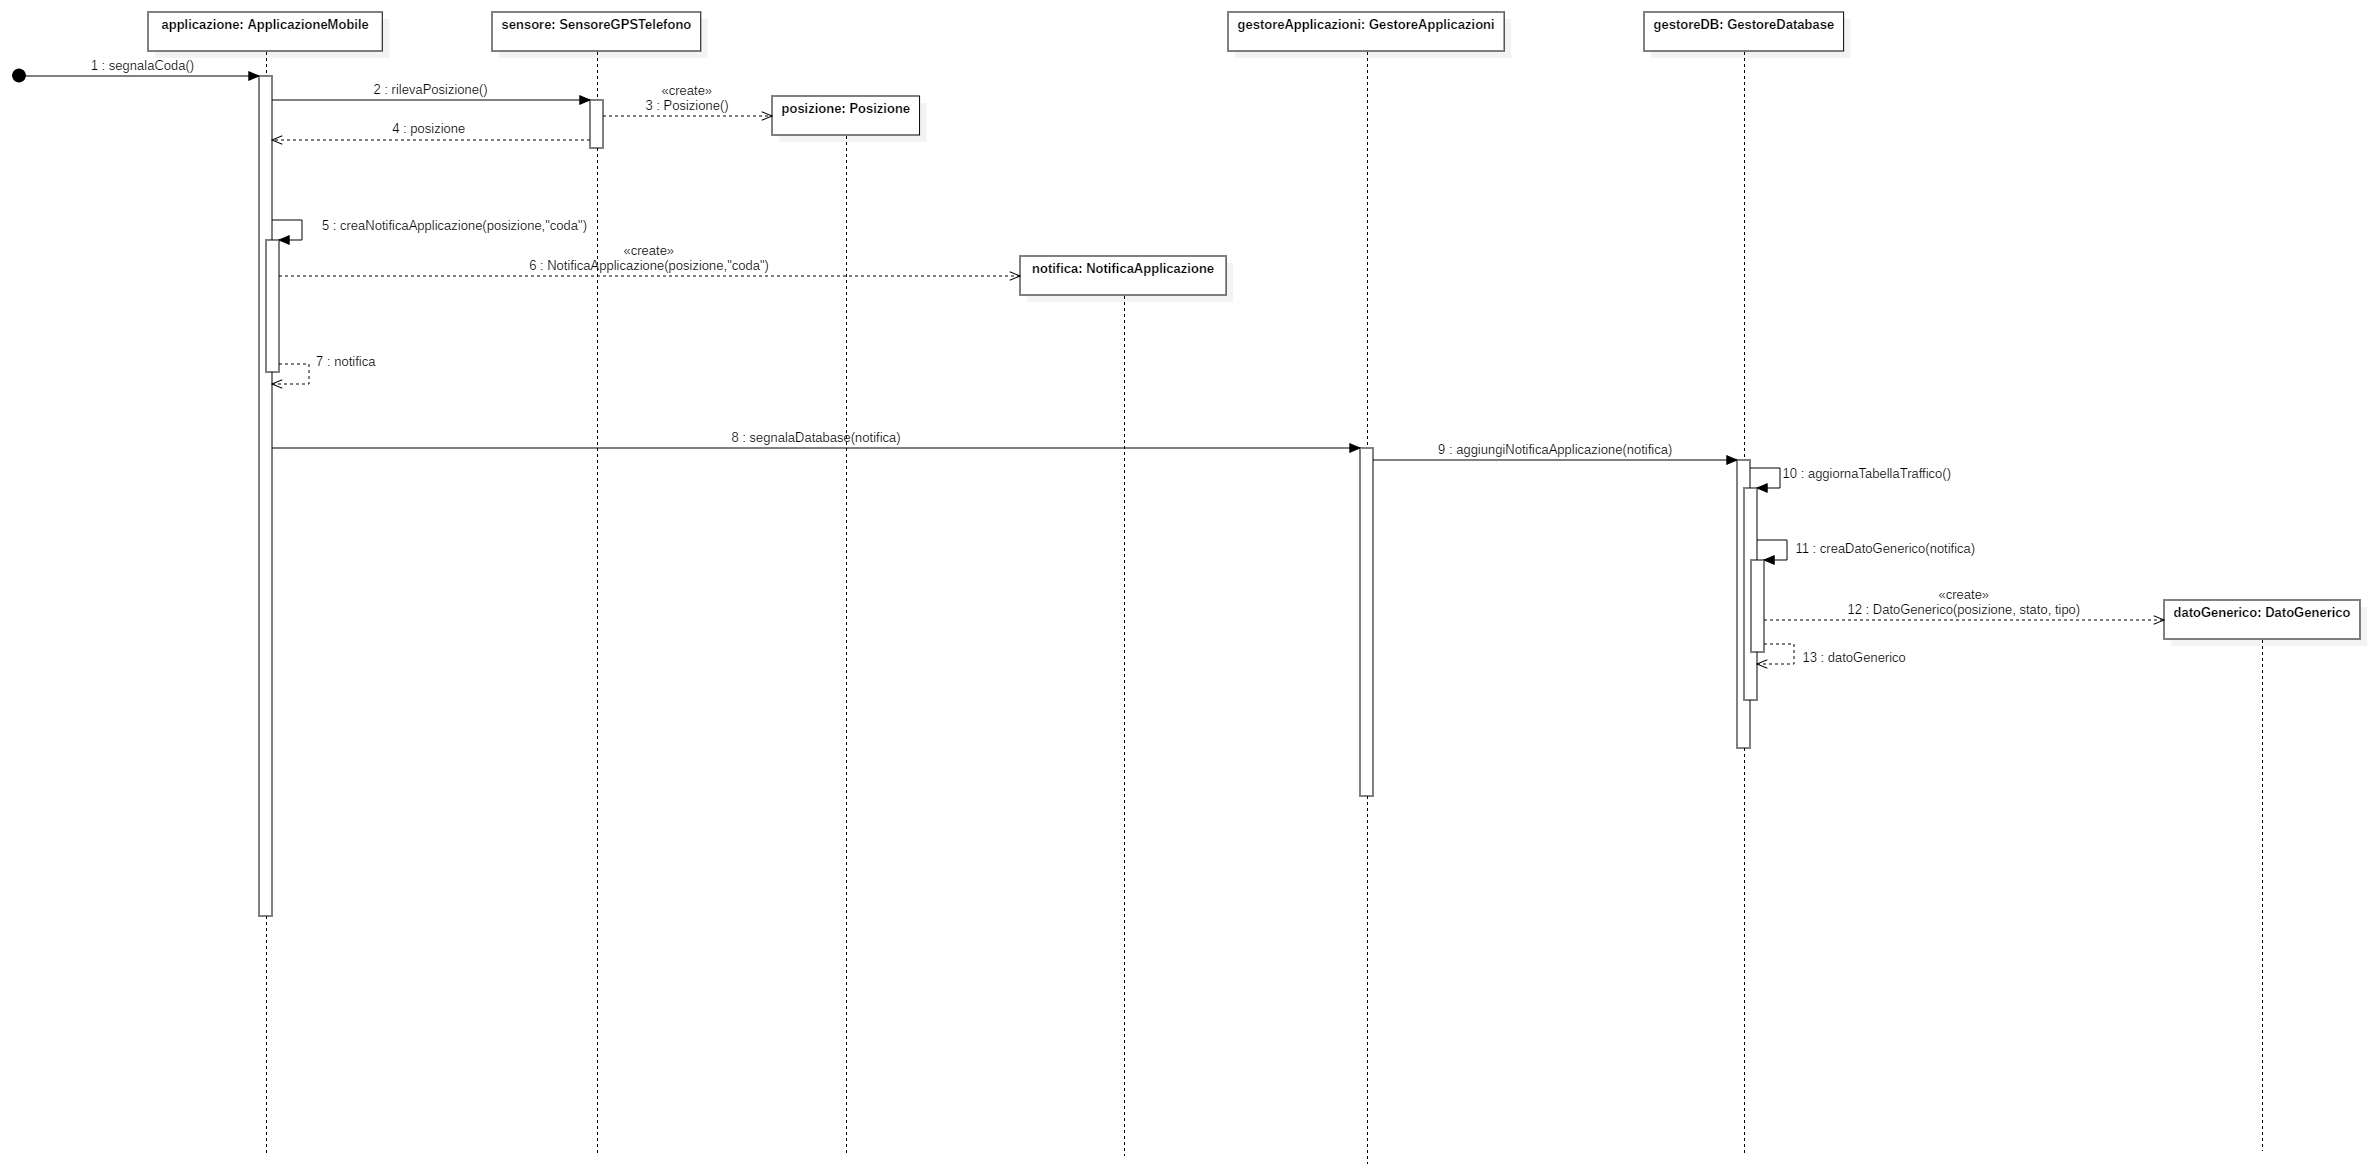 applicazione: ApplicazioneMobile
sensore: SensoreGPSTelefono
gestoreApplicazioni: GestoreApplicazioni
gestoreDB: GestoreDatabase
1 : segnalaCoda()
2 : rilevaPosizione()
«create»
3 : Posizione()
posizione: Posizione
4 : posizione
5 : creaNotificaApplicazione(posizione,"coda")
«create»
6 : NotificaApplicazione(posizione,"coda")
notifica: NotificaApplicazione
7 : notifica
8 : segnalaDatabase(notifica)
9 : aggiungiNotificaApplicazione(notifica)
10 : aggiornaTabellaTraffico()
11 : creaDatoGenerico(notifica)
«create»
12 : DatoGenerico(posizione, stato, tipo)
datoGenerico: DatoGenerico
13 : datoGenerico